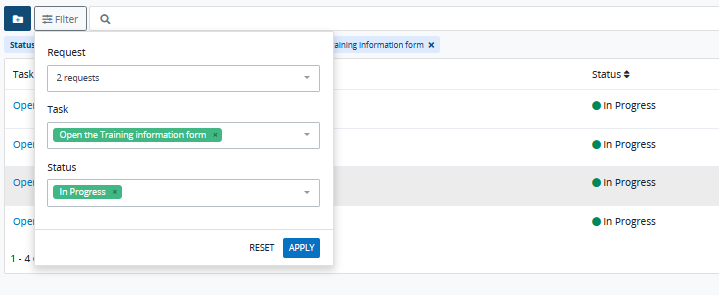 Filter
Status
aining information form ×
Request
2 requests
Task
Open the Training information form ×
Status
In Progress ×
RESET APPLY
Task
Status
Open
In Progress
Open
In Progress
Open
In Progress
Open
In Progress
1 - 4